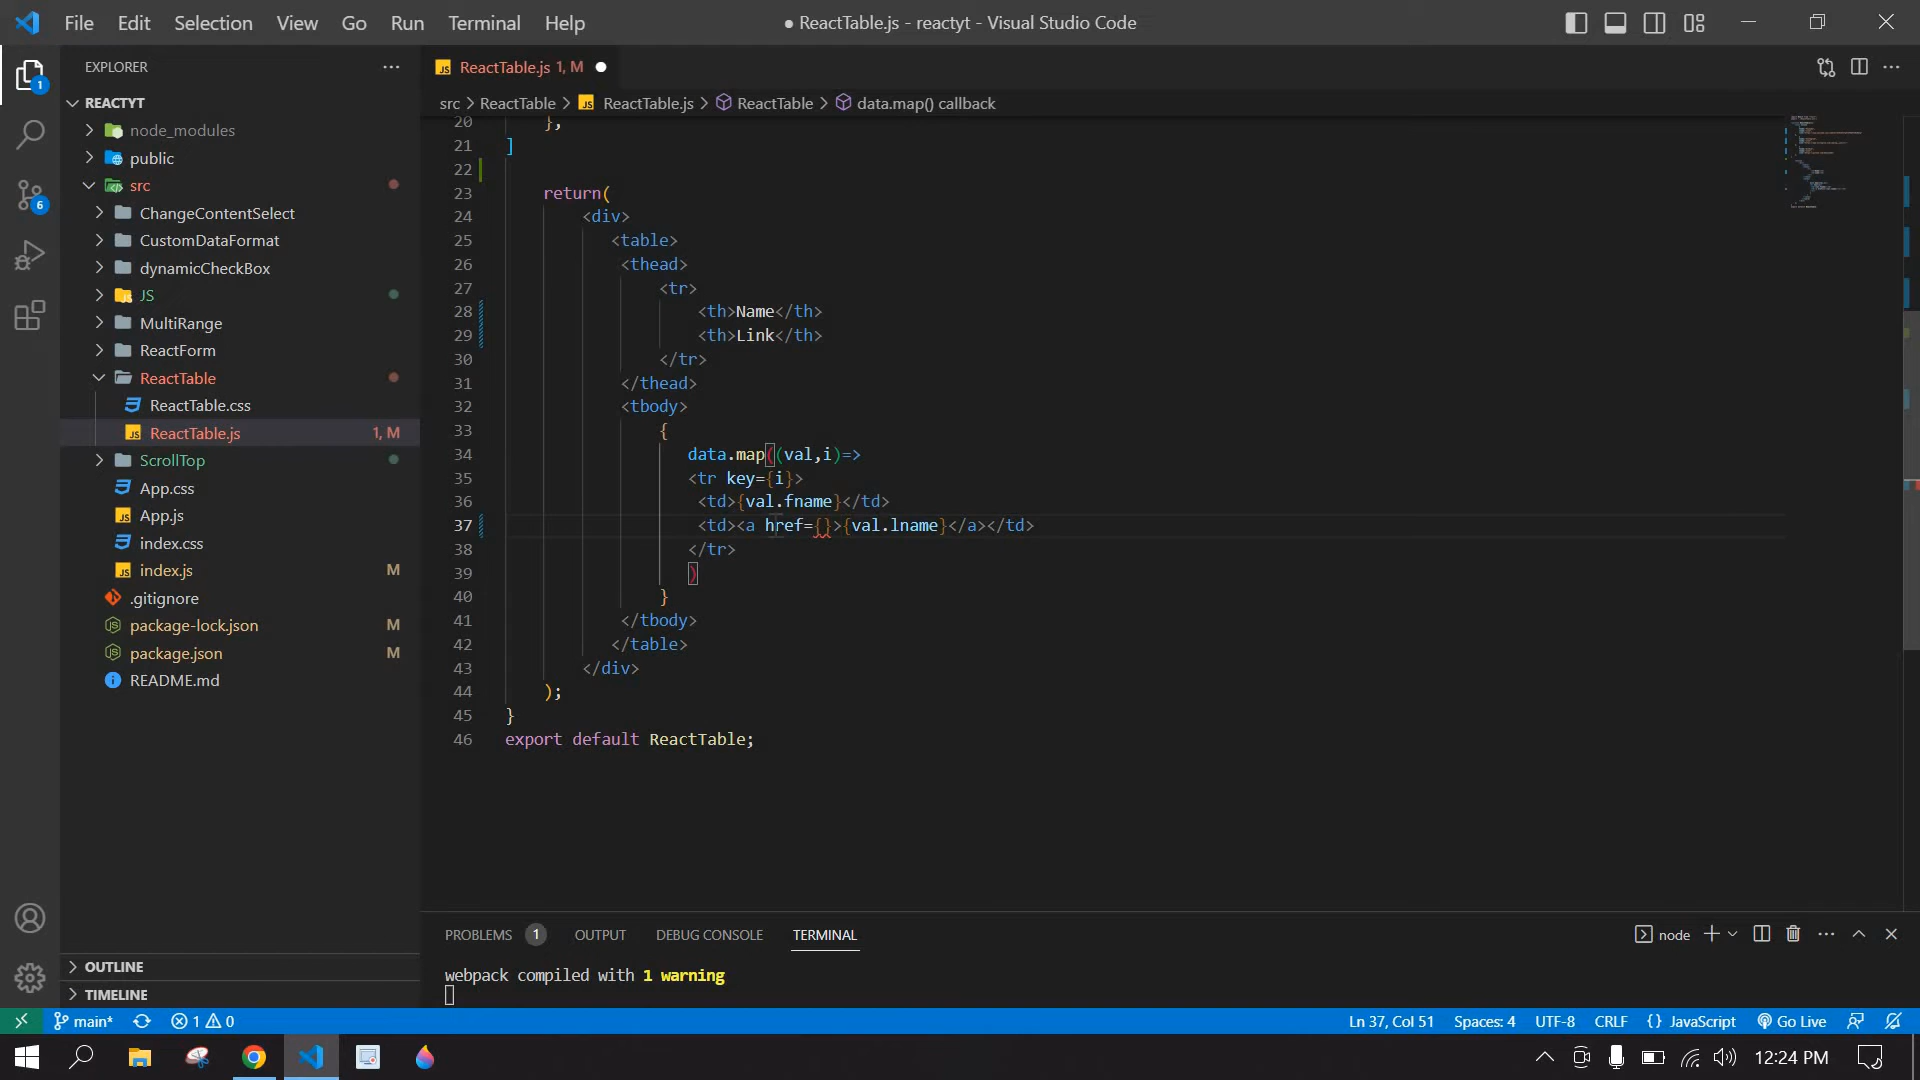 File Edit Selection View Go Run Terminal Help ● ReactTable.js - reactyt - Visual Studio Code
EXPLORER
ReactTable.js 1, M
REACTYT
src > ReactTable > ReactTable.js > ReactTable > data.map() callback
node_modules
public
src
ChangeContentSelect
CustomDataFormat
dynamicCheckBox
JS
MultiRange
ReactForm
ReactTable
ReactTable.css
ReactTable.js 1, M
ScrollTop
App.css
App.js
index.css
index.js M
.gitignore
package-lock.json M
package.json M
README.md
OUTLINE
TIMELINE
1
6
20 },
21 ]
22
23 return(
24 <div>
25 <table>
26 <thead>
27 <tr>
28 <th>Name</th>
29 <th>Link</th>
30 </tr>
31 </thead>
32 <tbody>
33 {
34 data.map((val,i)=>
35 <tr key={i}>
36 <td>{val.fname}</td>
37 <td><a href={}>{val.lname}</a></td>
38 </tr>
39 )
40 }
41 </tbody>
42 </table>
43 </div>
44 );
45 }
46 export default ReactTable;
PROBLEMS 1 OUTPUT DEBUG CONSOLE TERMINAL node
webpack compiled with 1 warning
main* 1 0 Ln 37, Col 51 Spaces: 4 UTF-8 CRLF {} JavaScript Go Live
12:24 PM